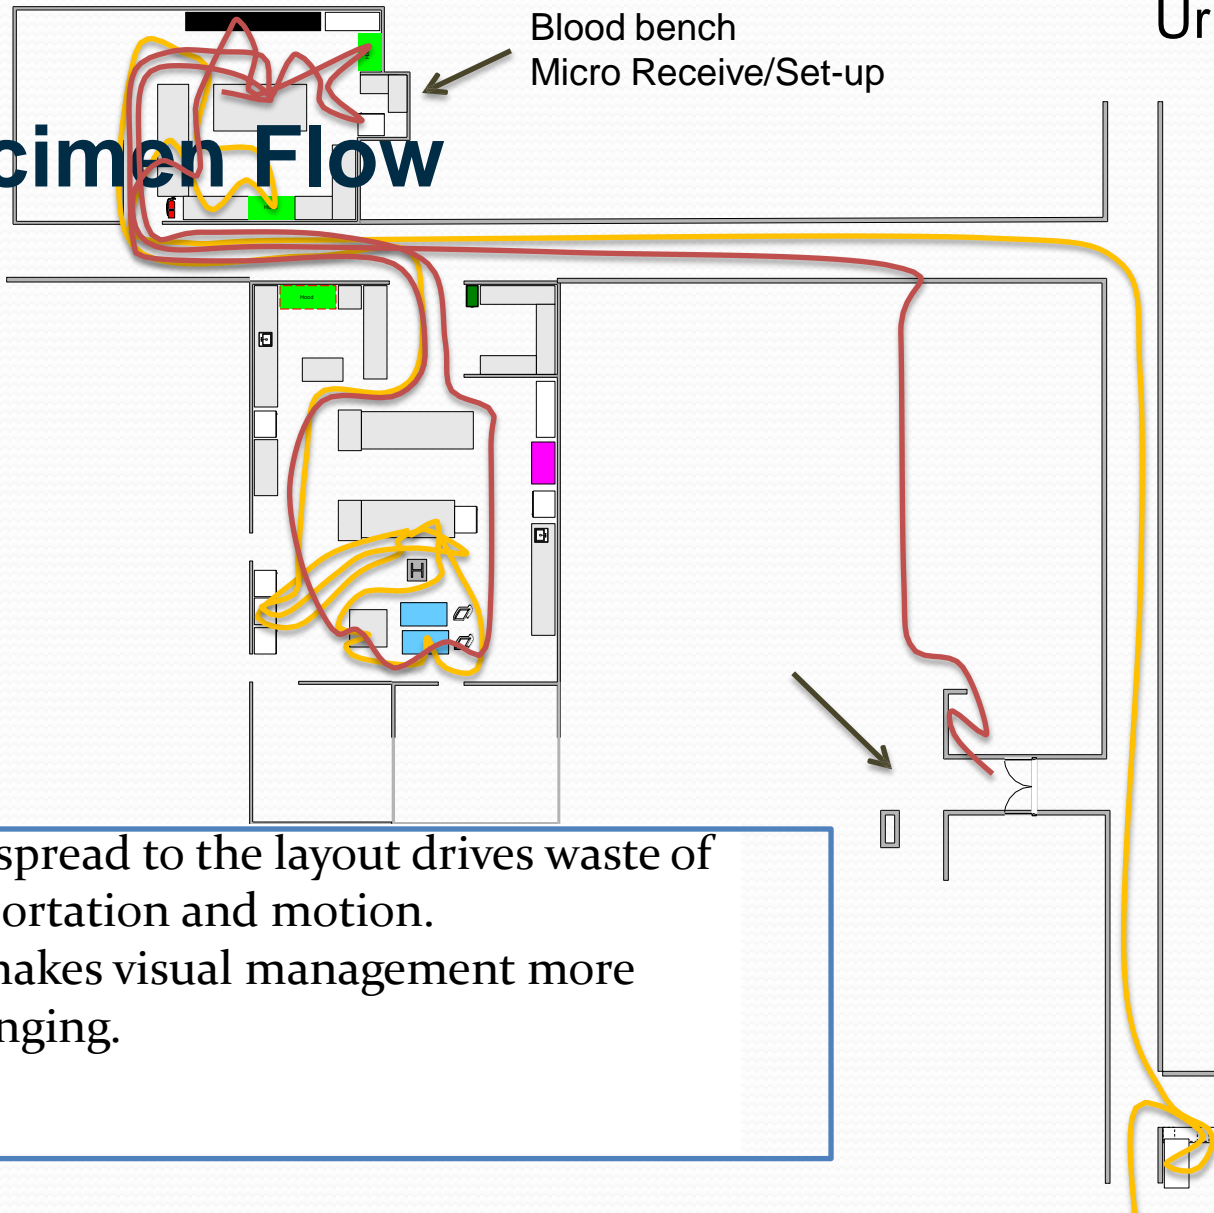 Ur
Blood bench
Micro Receive/Set-up
cimen Flow
Hood
H
spread to the layout drives waste of
ortation and motion.
nakes visual management more
nging.